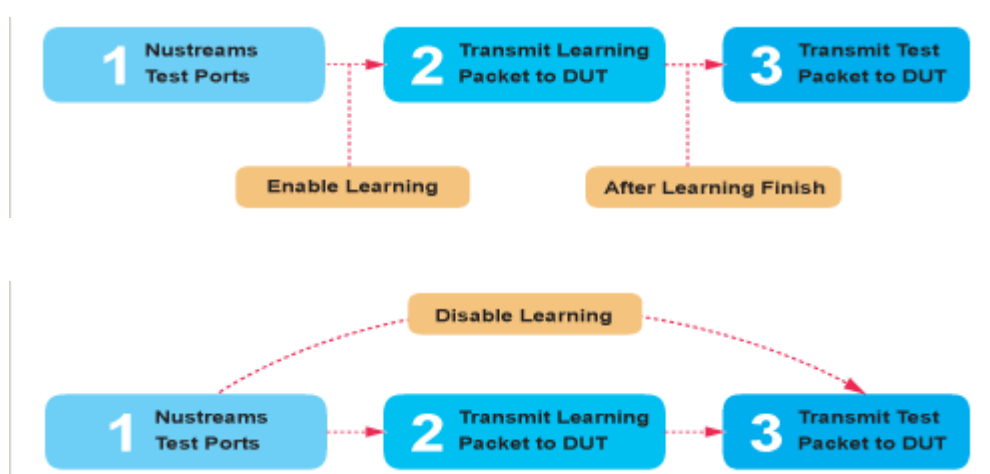 1 Nustreams
Test Ports
2 Transmit Learning
Packet to DUT
3 Transmit Test
Packet to DUT
Enable Learning
After Learning Finish
Disable Learning
1 Nustreams
Test Ports
2 Transmit Learning
Packet to DUT
3 Transmit Test
Packet to DUT